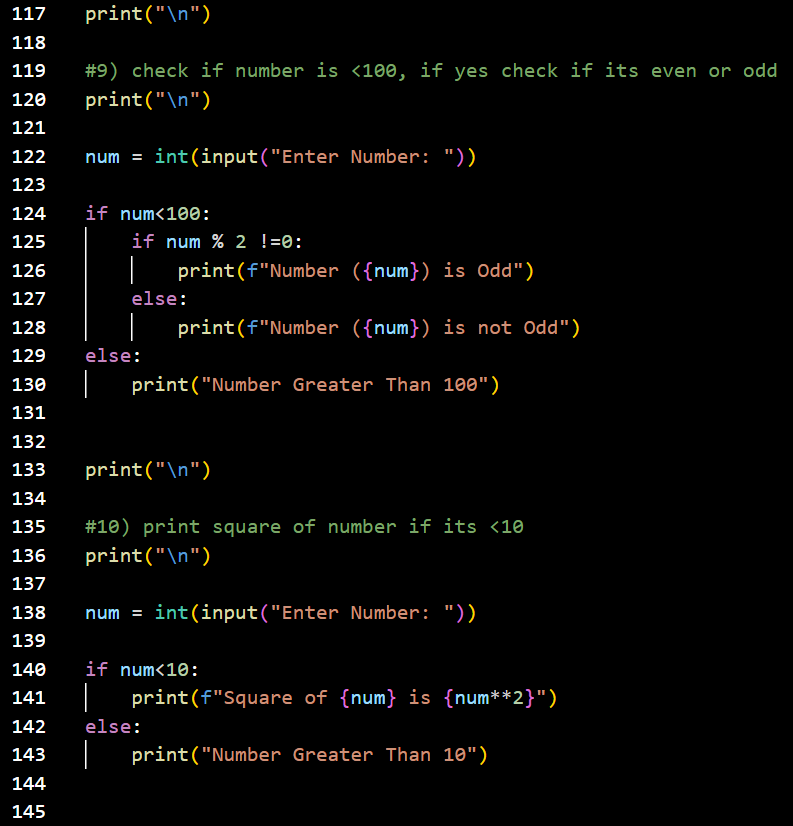 117 print("\n")
118
119 #9) check if number is <100, if yes check if its even or odd
120 print("\n")
121
122 num = int(input("Enter Number: "))
123
124 if num<100:
125     if num % 2 !=0:
126         print(f"Number ({num}) is Odd")
127     else:
128         print(f"Number ({num}) is not Odd")
129 else:
130     print("Number Greater Than 100")
131
132
133 print("\n")
134
135 #10) print square of number if its <10
136 print("\n")
137
138 num = int(input("Enter Number: "))
139
140 if num<10:
141     print(f"Square of {num} is {num**2}")
142 else:
143     print("Number Greater Than 10")
144
145